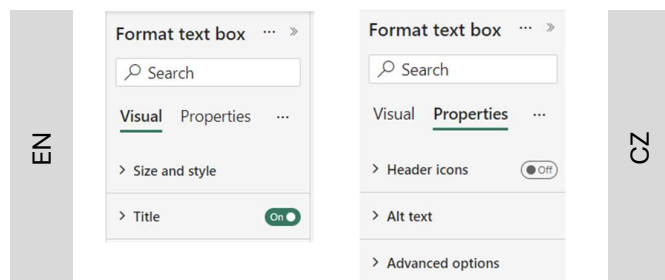 EN
Format text box ... »
Search
Visual Properties ...
> Size and style
> Title On
Format text box ... »
Search
Visual Properties ...
> Header icons Off
> Alt text
> Advanced options
CZ